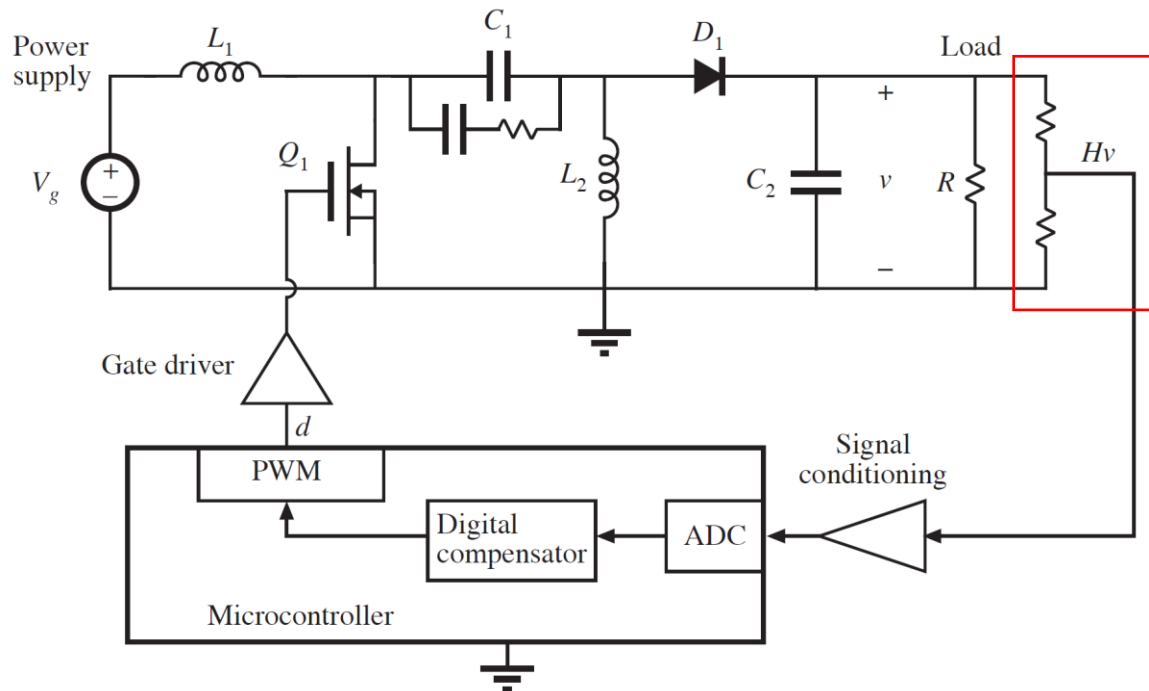 Power
supply
L1
C1
D1
Load
+
−
Vg
Q1
L2
C2
+
v
−
R
Hv
Gate driver
d
PWM
Signal
conditioning
Digital
compensator
ADC
Microcontroller